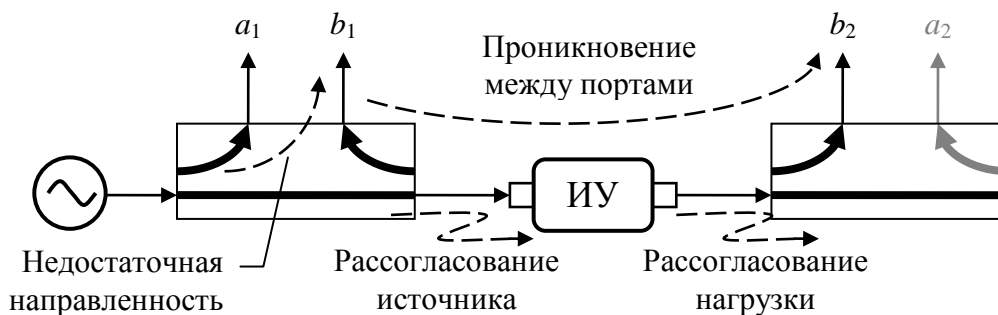 a₁
b₁
Проникновение
между портами
b₂
a₂
ИУ
Недостаточная
направленность
Рассогласование
источника
Рассогласование
нагрузки